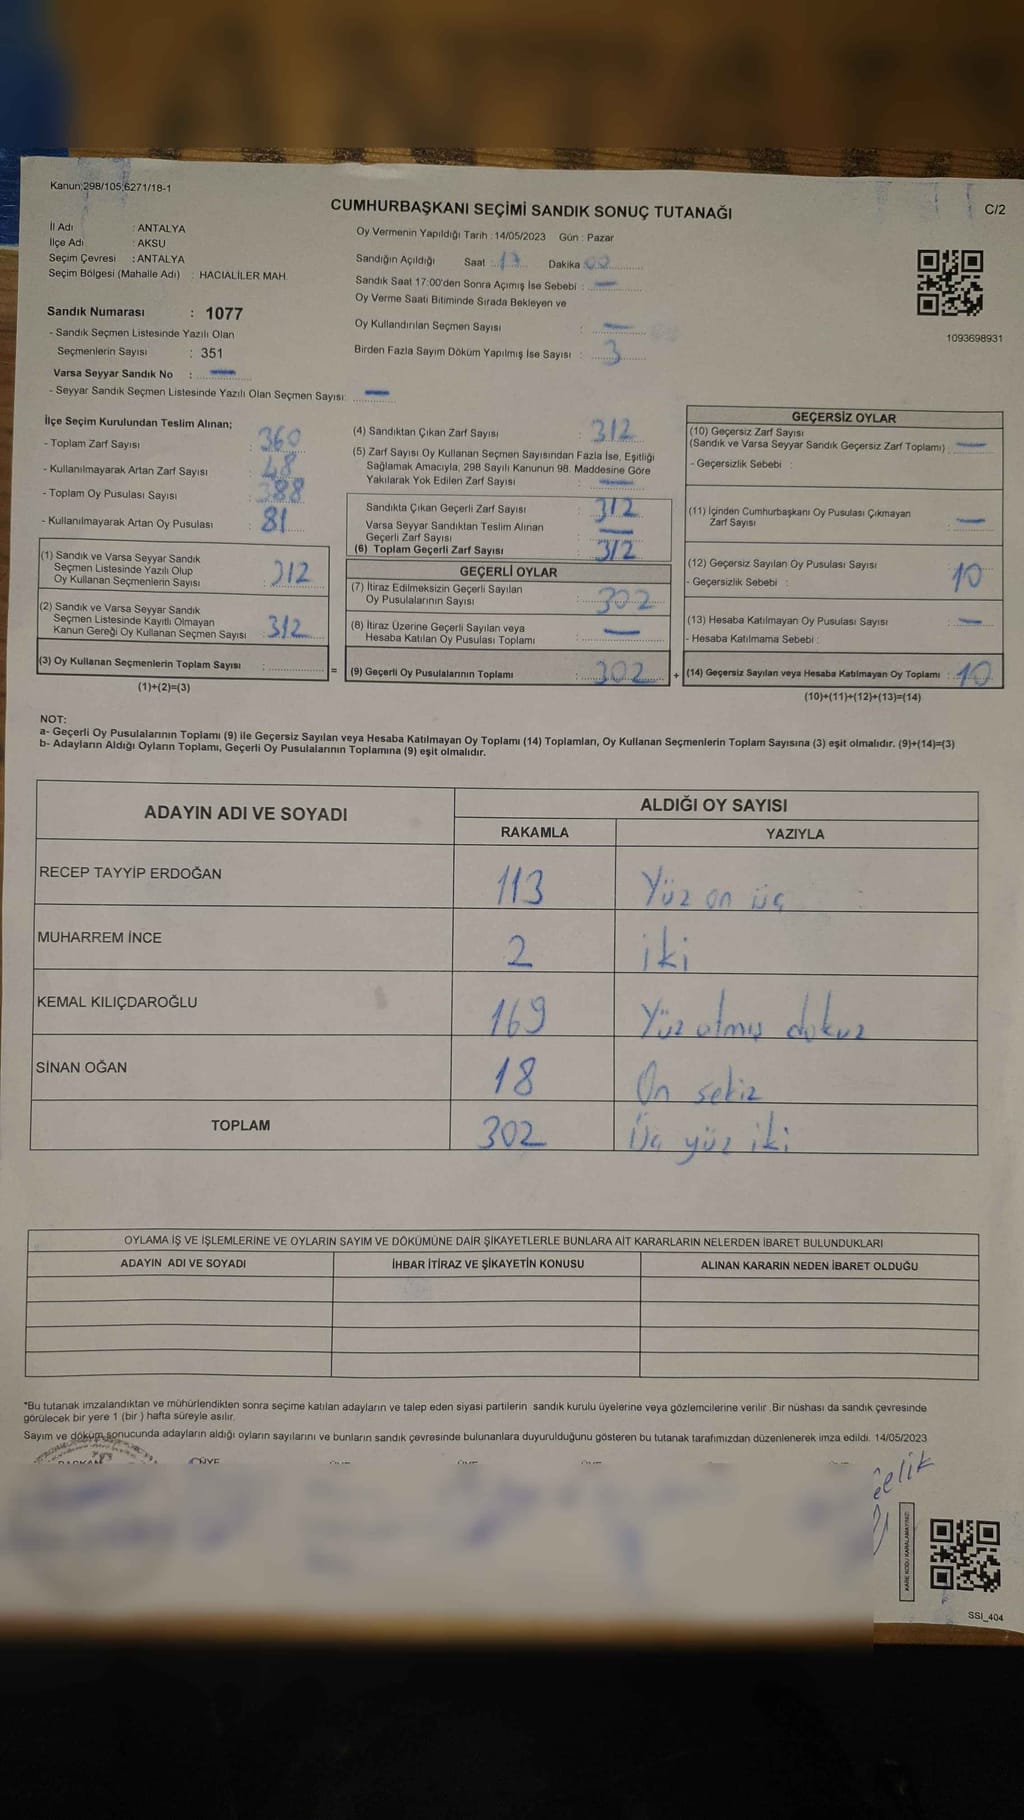 Kanun;298/105;6271/18-1
C/2
CUMHURBAŞKANI SEÇİMİ SANDIK SONUÇ TUTANAĞI
İl Adı : ANTALYA
İlçe Adı : AKSU
Seçim Çevresi : ANTALYA
Seçim Bölgesi (Mahalle Adı) : HACIALİLER MAH.
Sandık Numarası : 1077
- Sandık Seçmen Listesinde Yazılı Olan
Seçmenlerin Sayısı : 351
Varsa Seyyar Sandık No : —
- Seyyar Sandık Seçmen Listesinde Yazılı Olan Seçmen Sayısı: —
Oy Vermenin Yapıldığı Tarih : 14/05/2023 Gün : Pazar
Sandığın Açıldığı Saat : 17 Dakika 00
Sandık Saat 17:00'den Sonra Açımış İse Sebebi : —
Oy Verme Saati Bitiminde Sırada Bekleyen ve
Oy Kullandırılan Seçmen Sayısı : —
Birden Fazla Sayım Döküm Yapılmış İse Sayısı : 3
1093698931
İlçe Seçim Kurulundan Teslim Alınan;
- Toplam Zarf Sayısı : 360
- Kullanılmayarak Artan Zarf Sayısı : 48
- Toplam Oy Pusulası Sayısı : 388
- Kullanılmayarak Artan Oy Pusulası : 81
(1) Sandık ve Varsa Seyyar Sandık
Seçmen Listesinde Yazılı Olup
Oy Kullanan Seçmenlerin Sayısı : 312
(2) Sandık ve Varsa Seyyar Sandık
Seçmen Listesinde Kayıtlı Olmayan
Kanun Gereği Oy Kullanan Seçmen Sayısı : 312
(3) Oy Kullanan Seçmenlerin Toplam Sayısı : =
(1)+(2)=(3)
(4) Sandıktan Çıkan Zarf Sayısı : 312
(5) Zarf Sayısı Oy Kullanan Seçmen Sayısından Fazla İse, Eşitliği
Sağlamak Amacıyla, 298 Sayılı Kanunun 98. Maddesine Göre
Yakılarak Yok Edilen Zarf Sayısı : —
Sandıkta Çıkan Geçerli Zarf Sayısı : 312
Varsa Seyyar Sandıktan Teslim Alınan
Geçerli Zarf Sayısı : —
(6) Toplam Geçerli Zarf Sayısı : 312
GEÇERLİ OYLAR
(7) İtiraz Edilmeksizin Geçerli Sayılan
Oy Pusulalarının Sayısı : 302
(8) İtiraz Üzerine Geçerli Sayılan veya
Hesaba Katılan Oy Pusulası Toplamı : —
(9) Geçerli Oy Pusulalarının Toplamı : 302 +
GEÇERSİZ OYLAR
(10) Geçersiz Zarf Sayısı
(Sandık ve Varsa Seyyar Sandık Geçersiz Zarf Toplamı) : —
- Geçersizlik Sebebi :
(11) İçinden Cumhurbaşkanı Oy Pusulası Çıkmayan
Zarf Sayısı : —
(12) Geçersiz Sayılan Oy Pusulası Sayısı : 10
- Geçersizlik Sebebi :
(13) Hesaba Katılmayan Oy Pusulası Sayısı : —
- Hesaba Katılmama Sebebi :
(14) Geçersiz Sayılan veya Hesaba Katılmayan Oy Toplamı : 10
(10)+(11)+(12)+(13)=(14)
NOT:
a- Geçerli Oy Pusulalarının Toplamı (9) ile Geçersiz Sayılan veya Hesaba Katılmayan Oy Toplamı (14) Toplamları, Oy Kullanan Seçmenlerin Toplam Sayısına (3) eşit olmalıdır. (9)+(14)=(3)
b- Adayların Aldığı Oyların Toplamı, Geçerli Oy Pusulalarının Toplamına (9) eşit olmalıdır.
ADAYIN ADI VE SOYADI ALDIĞI OY SAYISI
RAKAMLA YAZIYLA
RECEP TAYYİP ERDOĞAN 113 Yüz on üç
MUHARREM İNCE 2 iki
KEMAL KILIÇDAROĞLU 169 Yüz atmış dokuz
SİNAN OĞAN 18 On sekiz
TOPLAM 302 Üç yüz iki
OYLAMA İŞ VE İŞLEMLERİNE VE OYLARIN SAYIM VE DÖKÜMÜNE DAİR ŞİKAYETLERLE BUNLARA AİT KARARLARIN NELERDEN İBARET BULUNDUKLARI
ADAYIN ADI VE SOYADI İHBAR İTİRAZ VE ŞİKAYETİN KONUSU ALINAN KARARIN NEDEN İBARET OLDUĞU
*Bu tutanak imzalandıktan ve mühürlendikten sonra seçime katılan adayların ve talep eden siyasi partilerin sandık kurulu üyelerine veya gözlemcilerine verilir .Bir nüshası da sandık çevresinde
görülecek bir yere 1 (bir ) hafta süreyle asılır.
Sayım ve döküm sonucunda adayların aldığı oyların sayılarını ve bunların sandık çevresinde bulunanlara duyurulduğunu gösteren bu tutanak tarafımızdan düzenlenerek imza edildi. 14/05/2023
KARE KODU KARALAMAYINIZ!
SSI_404